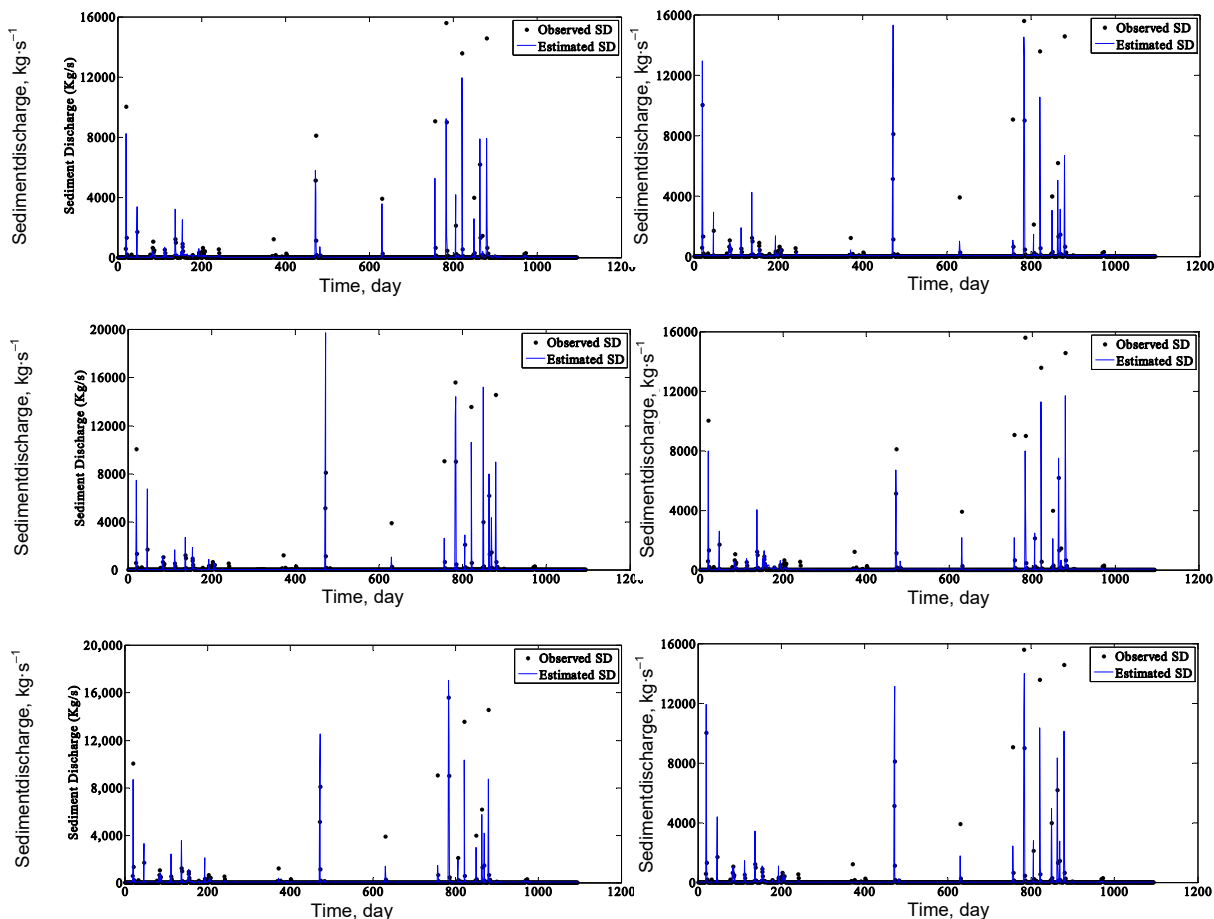 Sedimentdischarge, kg·s⁻¹
Sediment Discharge (Kg/s)
16000
12000
8000
4000
0
Observed SD
Estimated SD
0 200 400 600 800 1000
Time, day
Sedimentdischarge, kg·s⁻¹
16000
12000
8000
4000
0
Observed SD
Estimated SD
0 200 400 600 800 1000 1200
Time, day
Sedimentdischarge, kg·s⁻¹
Sediment Discharge (Kg/s)
20000
16000
12000
8000
4000
0
Observed SD
Estimated SD
0 200 400 600 800 1000
Time, day
Sedimentdischarge, kg·s⁻¹
16000
12000
8000
4000
0
Observed SD
Estimated SD
0 200 400 600 800 1000 1200
Time, day
Sedimentdischarge, kg·s⁻¹
Sediment Discharge (Kg/s)
20,000
16,000
12,000
8,000
4,000
0
Observed SD
Estimated SD
0 200 400 600 800 1000 1200
Time, day
Sedimentdischarge, kg·s⁻¹
16000
12000
8000
4000
0
Observed SD
Estimated SD
0 200 400 600 800 1000 1200
Time, day